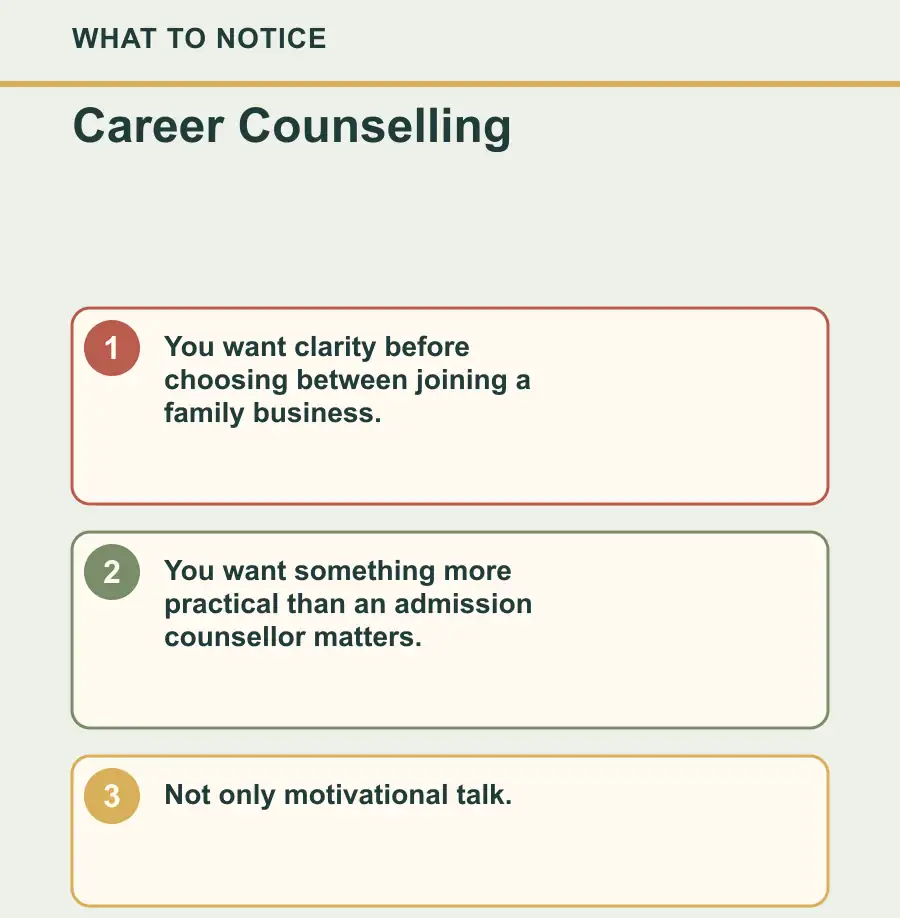 WHAT TO NOTICE
Career Counselling
1
You want clarity before
choosing between joining a
family business.
2
You want something more
practical than an admission
counsellor matters.
3
Not only motivational talk.